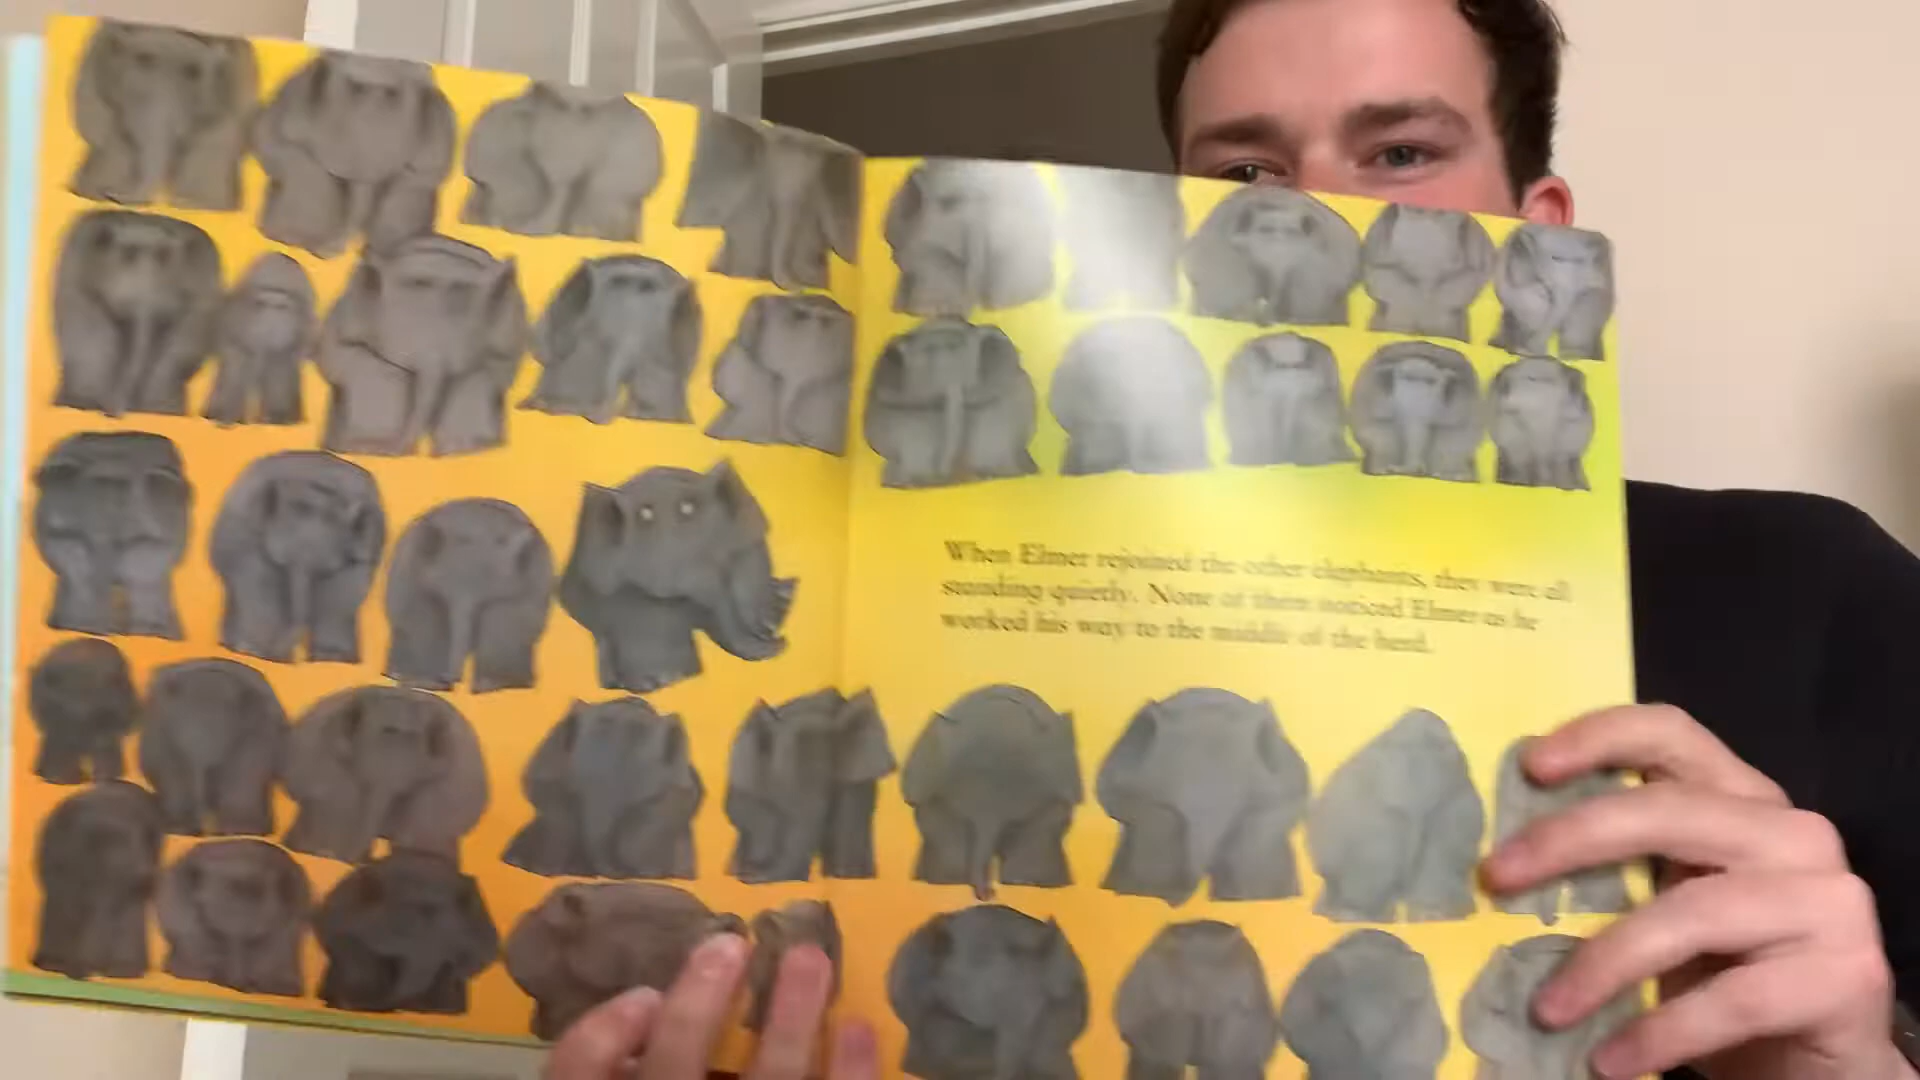 When Elmer rejoined the other elephants, they were all
standing quietly. None of them noticed Elmer as he
worked his way to the middle of the herd.